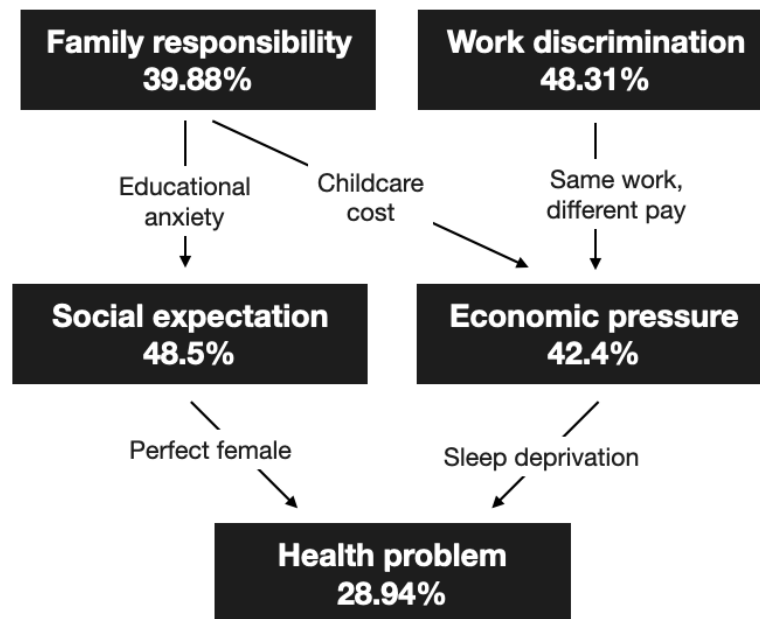 Family responsibility
39.88%
Work discrimination
48.31%
Educational
anxiety
Childcare
cost
Same work,
different pay
Social expectation
48.5%
Economic pressure
42.4%
Perfect female
Sleep deprivation
Health problem
28.94%